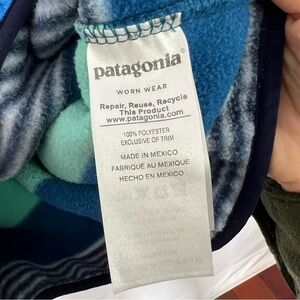 patagonia®
WORN WEAR
Repair, Reuse, Recycle
This Product
www.patagonia.com
100% POLYESTER
EXCLUSIVE OF TRIM
MADE IN MEXICO
FABRIQUÉ AU MEXIQUE
HECHO EN MEXICO